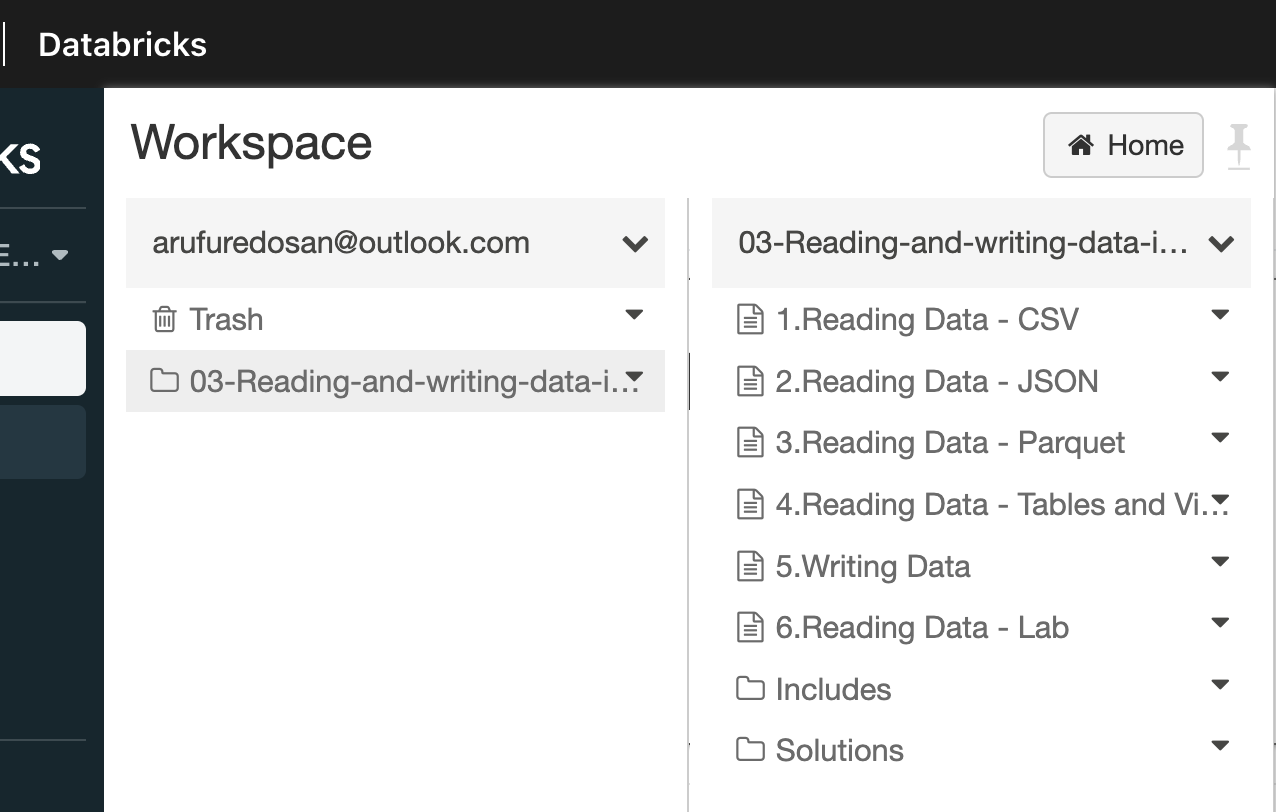 Databricks
Workspace
Home
KS
E...
arufuredosan@outlook.com
Trash
03-Reading-and-writing-data-i...
03-Reading-and-writing-data-i...
1.Reading Data - CSV
2.Reading Data - JSON
3.Reading Data - Parquet
4.Reading Data - Tables and Vi...
5.Writing Data
6.Reading Data - Lab
Includes
Solutions